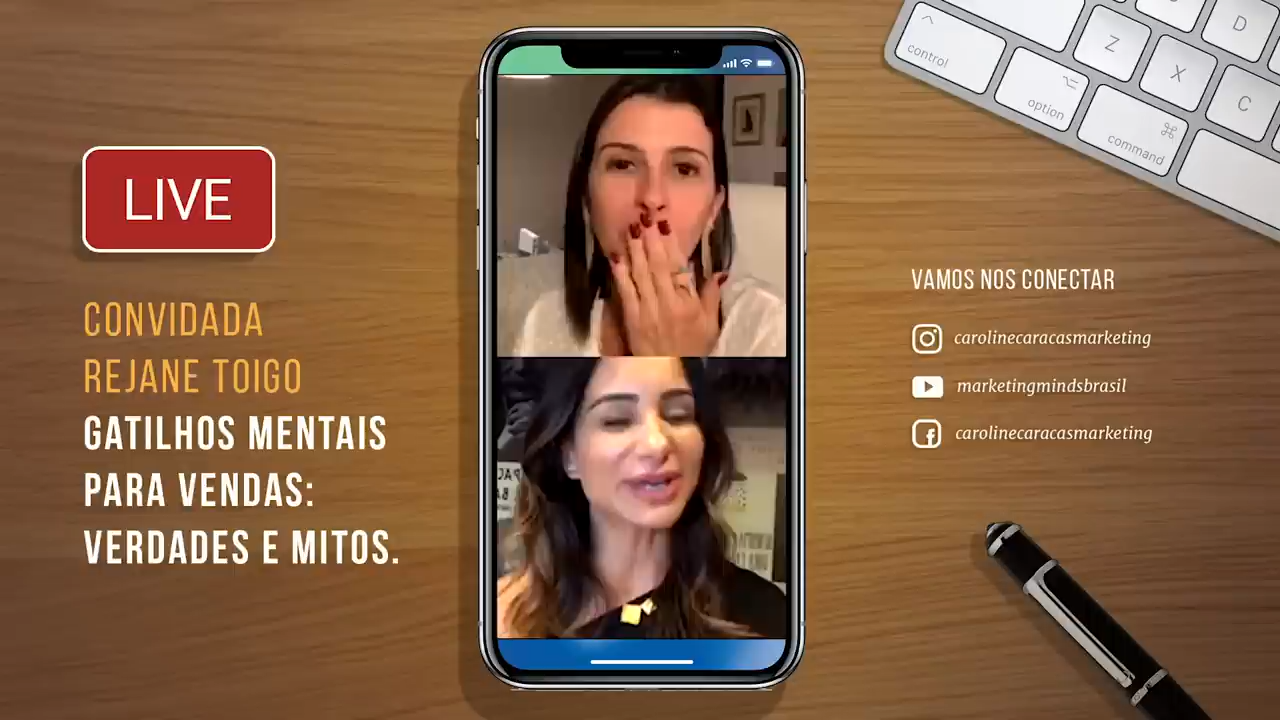 LIVE
CONVIDADA
REJANE TOIGO
GATILHOS MENTAIS
PARA VENDAS:
VERDADES E MITOS.
VAMOS NOS CONECTAR
carolinecaracasmarketing
marketingmindsbrasil
carolinecaracasmarketing
control
option
command
Z
X
C
D